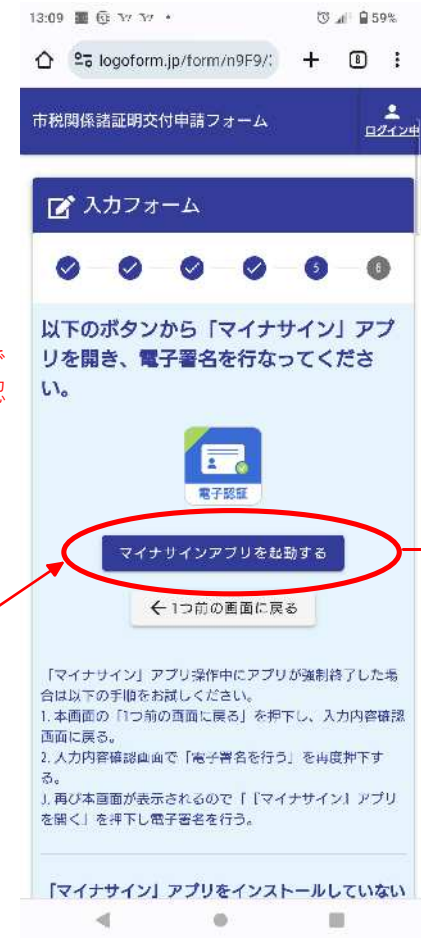 13:09
59%
logoform.jp/form/n9F9/
8
市税関係諸証明交付申請フォーム
ログイン中
入力フォーム
5
6
以下のボタンから「マイナサイン」アプ
リを開き、電子署名を行なってくださ
い。
電子認証
マイナサインアプリを起動する
←1つ前の画面に戻る
「マイナサイン」アプリ操作中にアプリが強制終了した場
合は以下の手順をお試しください。
1. 本画面の「1つ前の画面に戻る」を押下し、入力内容確認
画面に戻る。
2. 入力内容確認画面で「電子署名を行う」を再度押下す
る。
3. 再び本画面が表示されるので「『マイナサイン』アプリ
を開く」を押下し電子署名を行う。
「マイナサイン」アプリをインストールしていない